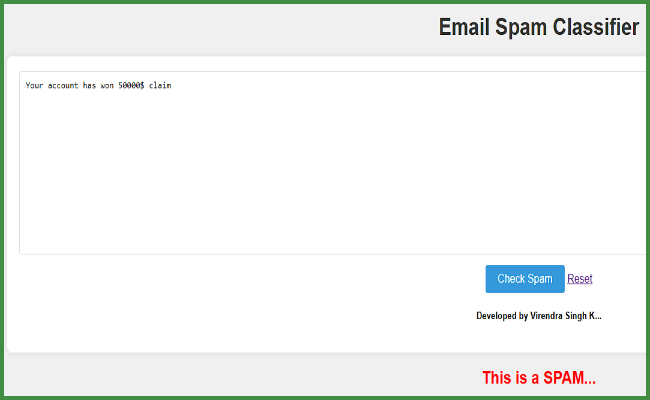 Email Spam Classifier
Your account has won 50000$ claim
Check Spam Reset
Developed by Virendra Singh K...
This is a SPAM...